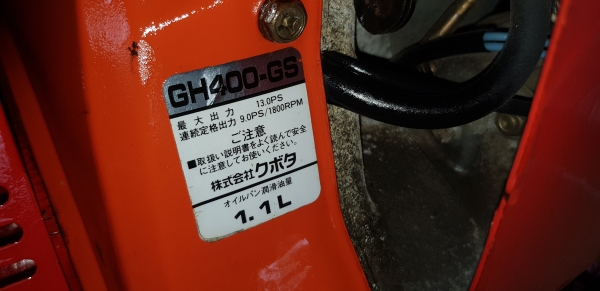 GH400-GS
最大出力 13.0PS
連続定格出力 9.0PS/1800RPM
ご注意
■取扱い説明書をよく読んで安全
に注意してお使いください。
株式会社クボタ
オイルパン潤滑油量
1.1L